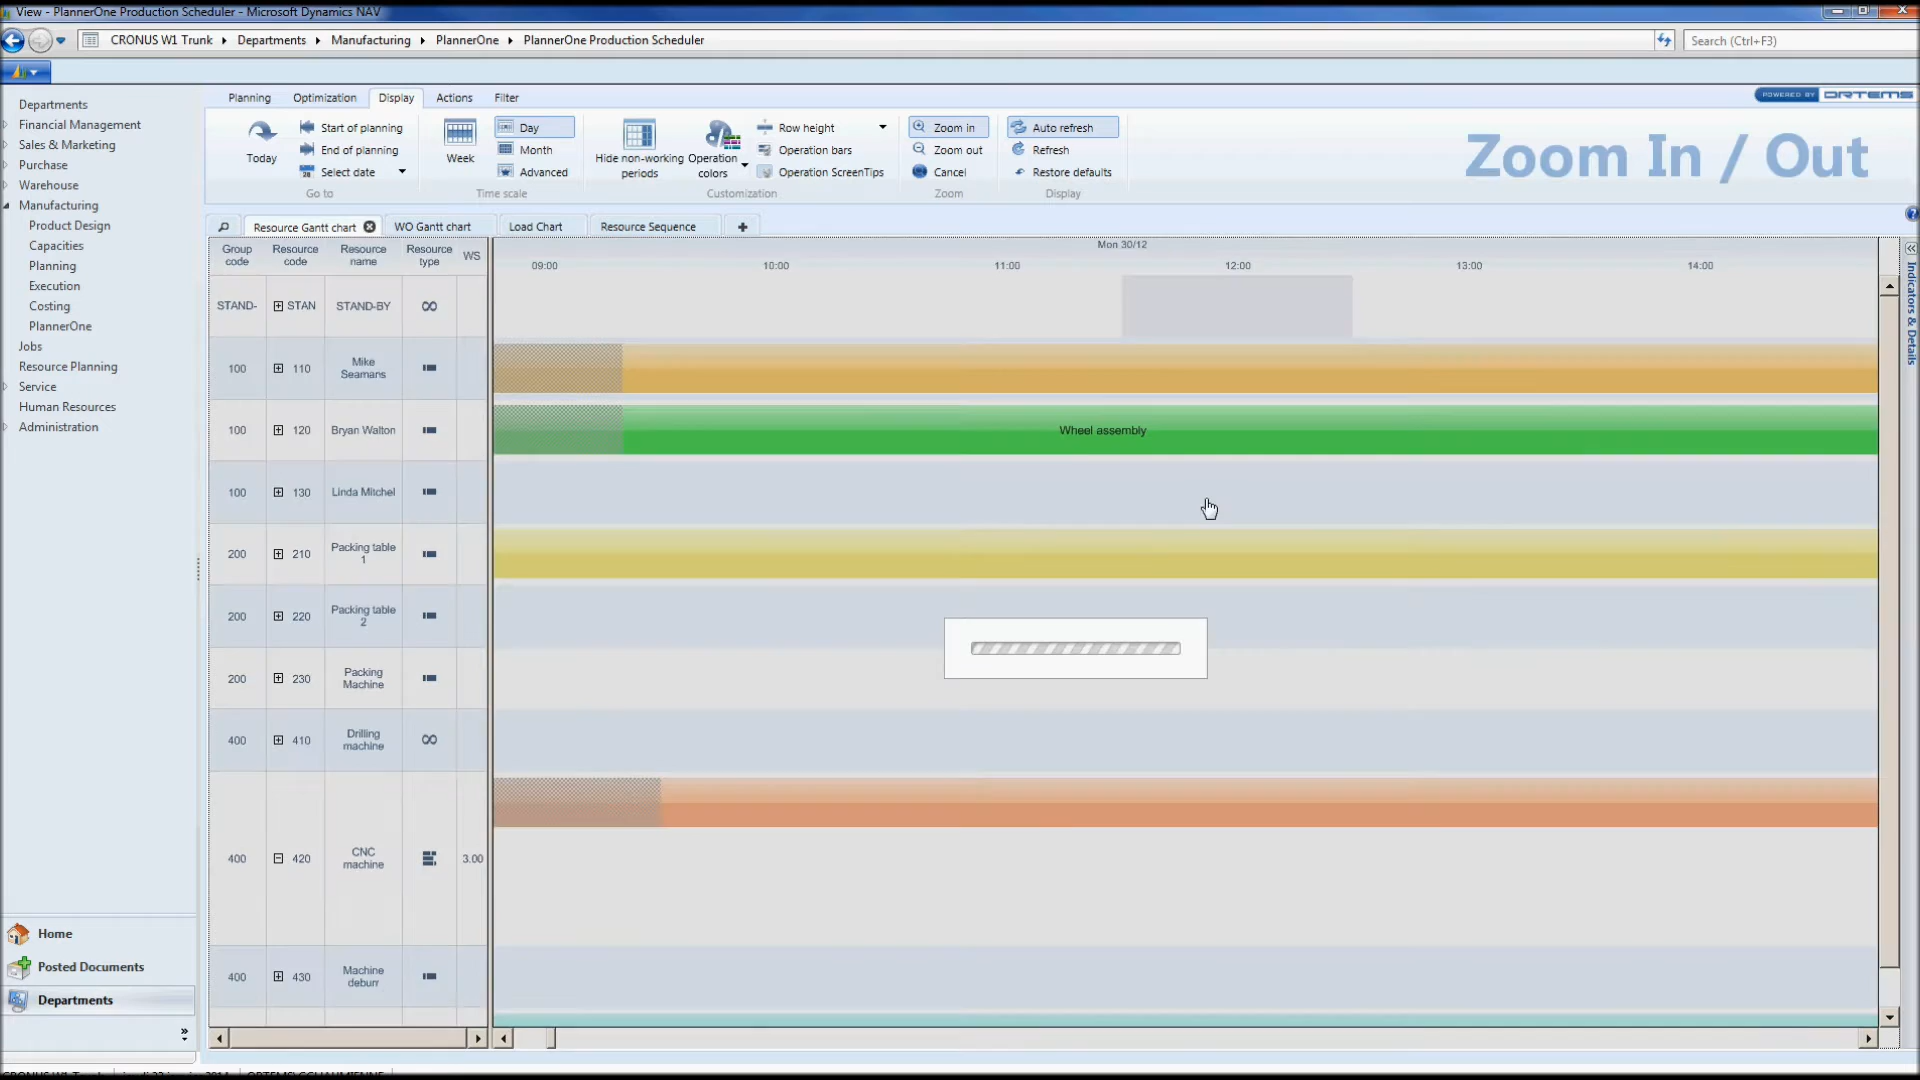 View - PlannerOne Production Scheduler - Microsoft Dynamics NAV
CRONUS W1 Trunk Departments Manufacturing PlannerOne PlannerOne Production Scheduler
Search (Ctrl+F3)
Departments
Financial Management
Sales & Marketing
Purchase
Warehouse
Manufacturing
Product Design
Capacities
Planning
Execution
Costing
PlannerOne
Jobs
Resource Planning
Service
Human Resources
Administration
Home
Posted Documents
Departments
Planning Optimization Display Actions Filter
POWERED BY ORTEMS
Today
Start of planning
End of planning
Select date
Go to
Week
Day
Month
Advanced
Time scale
Hide non-working
periods
Operation
colors
Row height
Operation bars
Operation ScreenTips
Customization
Zoom in
Zoom out
Cancel
Zoom
Auto refresh
Refresh
Restore defaults
Display
Zoom In / Out
Resource Gantt chart WO Gantt chart Load Chart Resource Sequence
Group
code
Resource
code
Resource
name
Resource
type
WS
Mon 30/12
09:00 10:00 11:00 12:00 13:00 14:00
STAND- STAN STAND-BY
100 110 Mike
Seamans
100 120 Bryan Walton
Wheel assembly
100 130 Linda Mitchel
200 210 Packing table
1
200 220 Packing table
2
200 230 Packing
Machine
400 410 Drilling
machine
400 420 CNC
machine
3.00
400 430 Machine
deburr
Indicators & Details